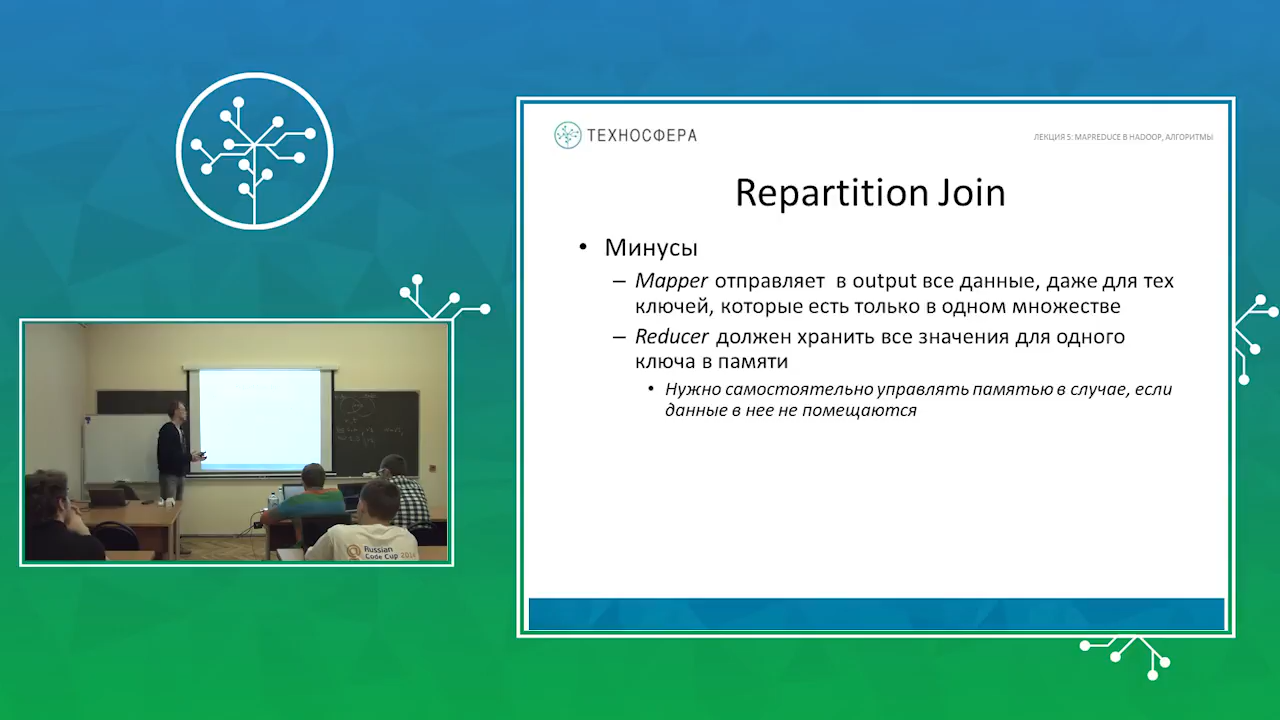 ТЕХНОСФЕРА
ЛЕКЦИЯ 5: MAPREDUCE В HADOOP, АЛГОРИТМЫ
Repartition Join
• Минусы
– Mapper отправляет в output все данные, даже для тех
ключей, которые есть только в одном множестве
– Reducer должен хранить все значения для одного
ключа в памяти
• Нужно самостоятельно управлять памятью в случае, если
данные в нее не помещаются
Russian
Code Cup 2014